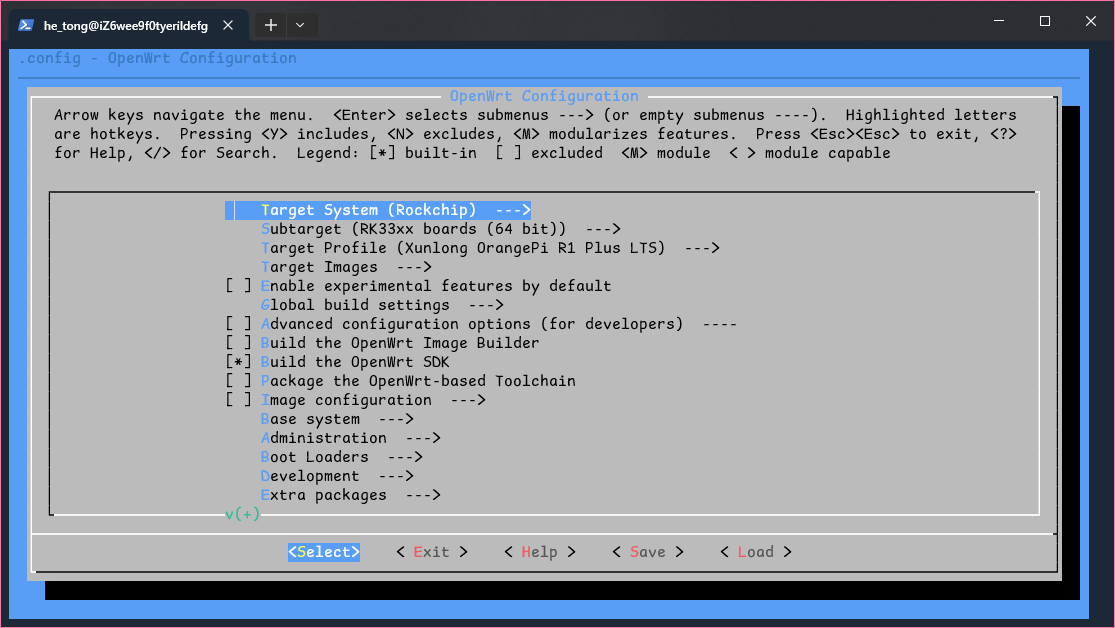 he_tong@iZ6wee9f0tyerildefg
.config - OpenWrt Configuration
OpenWrt Configuration
Arrow keys navigate the menu.  <Enter> selects submenus ---> (or empty submenus ----).  Highlighted letters
are hotkeys.  Pressing <Y> includes, <N> excludes, <M> modularizes features.  Press <Esc><Esc> to exit, <?>
for Help, </> for Search.  Legend: [*] built-in  [ ] excluded  <M> module  < > module capable
Target System (Rockchip)  --->
Subtarget (RK33xx boards (64 bit))  --->
Target Profile (Xunlong OrangePi R1 Plus LTS)  --->
Target Images  --->
[ ] Enable experimental features by default
Global build settings  --->
[ ] Advanced configuration options (for developers)  ----
[ ] Build the OpenWrt Image Builder
[*] Build the OpenWrt SDK
[ ] Package the OpenWrt-based Toolchain
[ ] Image configuration  --->
Base system  --->
Administration  --->
Boot Loaders  --->
Development  --->
Extra packages  --->
v(+)
<Select>    < Exit >    < Help >    < Save >    < Load >